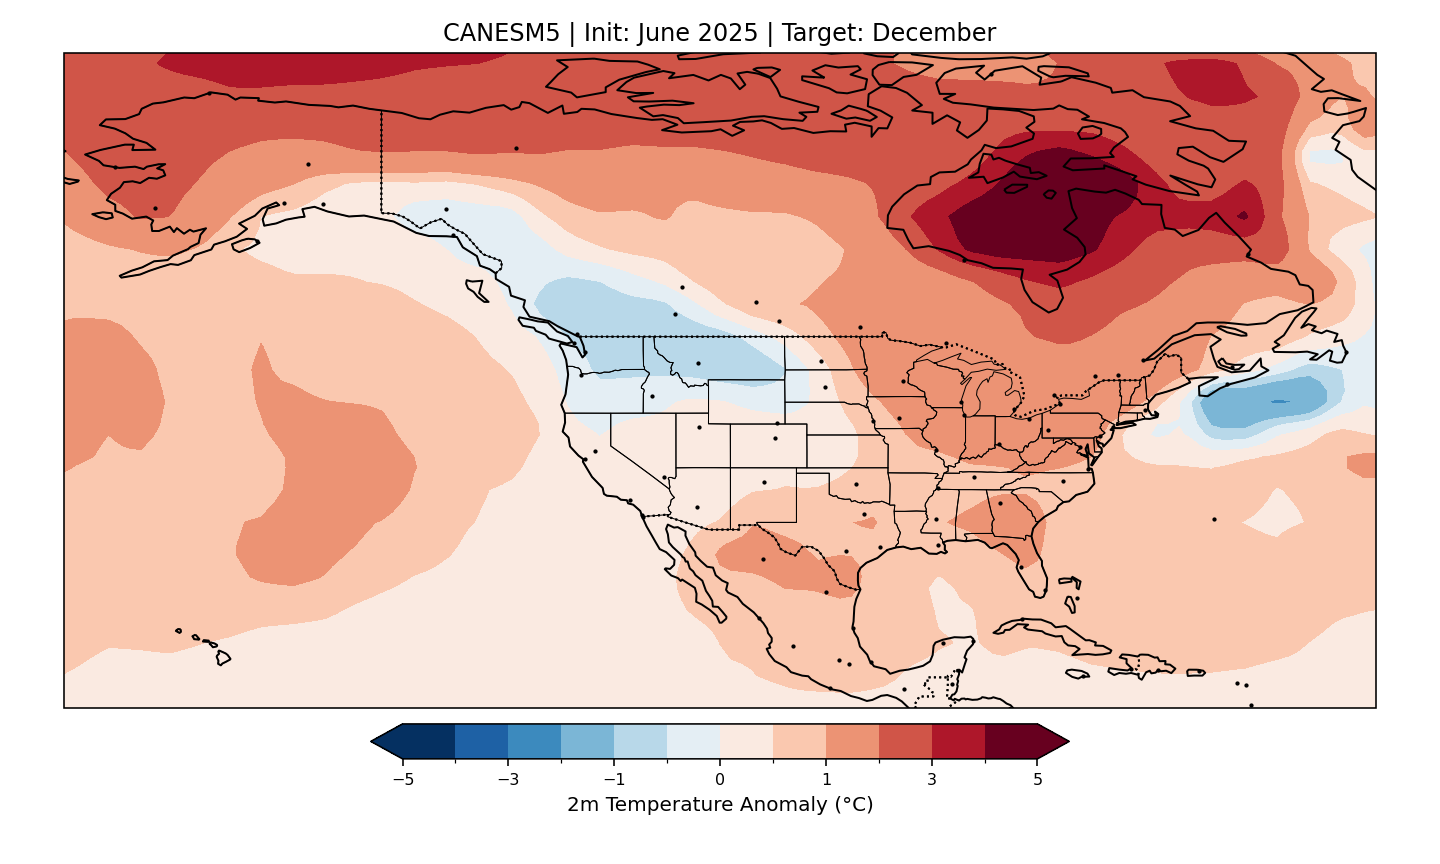 CANESM5 | Init: June 2025 | Target: December
−5 −3 −1 0 1 3 5
2m Temperature Anomaly (°C)